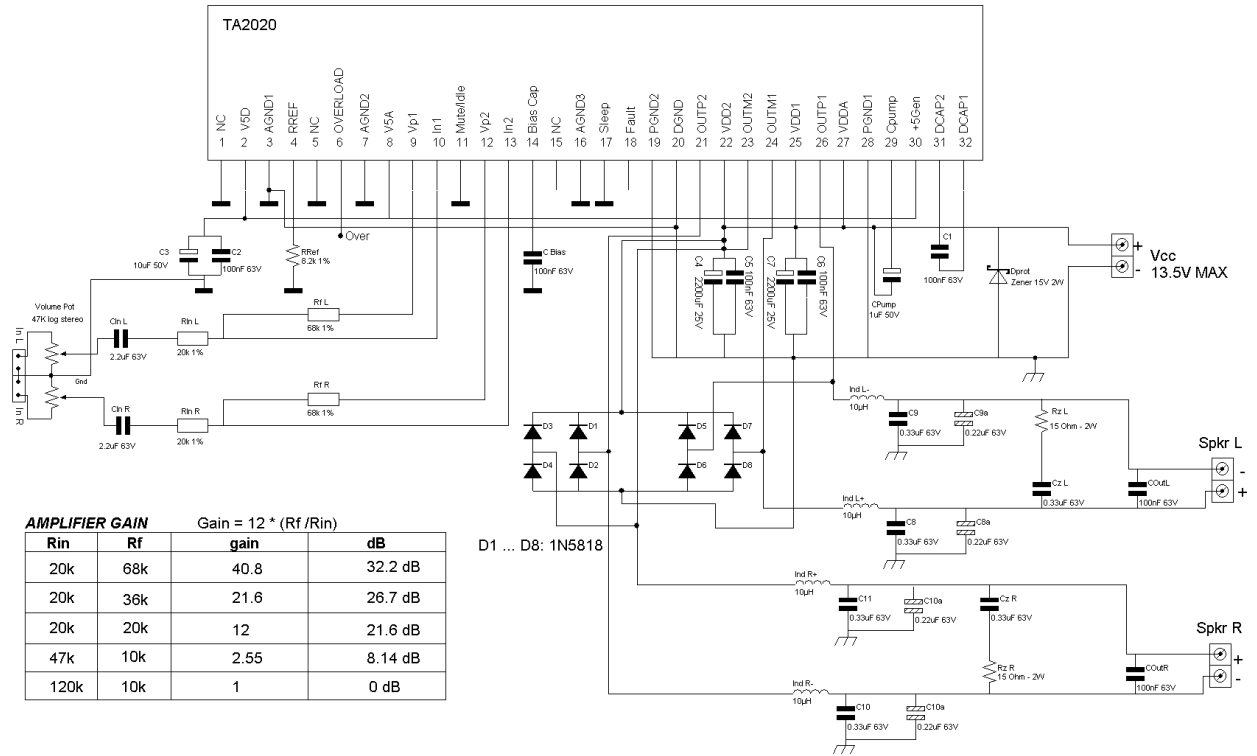 TA2020
NC
V5D
AGND1
RREF
NC
OVERLOAD
AGND2
V5A
Vp1
In1
Mute/Idle
Vp2
In2
Bias Cap
NC
AGND3
Sleep
Fault
PGND2
DGND
OUTP2
VDD2
OUTM2
OUTM1
VDD1
OUTP1
VDDA
PGND1
Cpump
+5Gen
DCAP2
DCAP1
1 2 3 4 5 6 7 8 9 10 11 12 13 14 15 16 17 18 19 20 21 22 23 24 25 26 27 28 29 30 31 32
Over
C3
10uF 50V
C2
100nF 63V
RRef
8.2k 1%
C Bias
100nF 63V
C4
2200uF 25V
C5
100nF 63V
C7
2200uF 25V
C6
100nF 63V
CPump
1uF 50V
C1
100nF 63V
Dprot
Zener 15V 2W
+
-
Vcc
13.5V MAX
Volume Pot
47K log stereo
In L
In R
Gnd
CIn L
2.2uF 63V
RIn L
20k 1%
Rf L
68k 1%
CIn R
2.2uF 63V
RIn R
20k 1%
Rf R
68k 1%
D3
D1
D5
D7
D4
D2
D6
D8
D1 ... D8: 1N5818
Ind L-
10µH
C9
0.33uF 63V
C9a
0.22uF 63V
Rz L
15 Ohm - 2W
Cz L
0.33uF 63V
COutL
100nF 63V
Spkr L
-
+
Ind L+
10µH
C8
0.33uF 63V
C8a
0.22uF 63V
Ind R+
10µH
C11
0.33uF 63V
C10a
0.22uF 63V
Cz R
0.33uF 63V
Rz R
15 Ohm - 2W
COutR
100nF 63V
Spkr R
+
-
Ind R-
10µH
C10
0.33uF 63V
C10a
0.22uF 63V
AMPLIFIER GAIN Gain = 12 * (Rf /Rin)
Rin Rf gain dB
20k 68k 40.8 32.2 dB
20k 36k 21.6 26.7 dB
20k 20k 12 21.6 dB
47k 10k 2.55 8.14 dB
120k 10k 1 0 dB